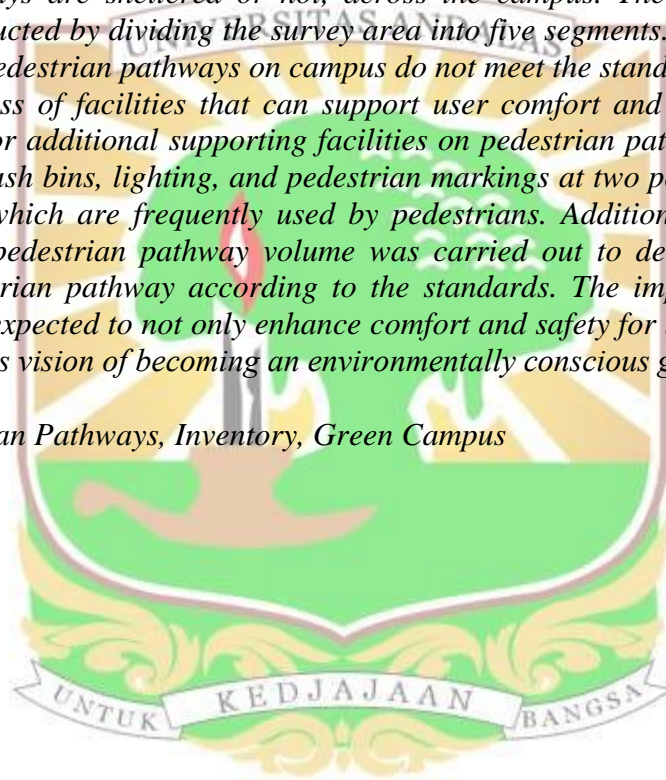 ys are sheltered or not, across the campus. The
ucted by dividing the survey area into five segments.
UNIVERSITAS ANDALAS
edestrian pathways on campus do not meet the stand
ss of facilities that can support user comfort and
or additional supporting facilities on pedestrian pat
sh bins, lighting, and pedestrian markings at two p
which are frequently used by pedestrians. Addition
pedestrian pathway volume was carried out to de
rian pathway according to the standards. The im
expected to not only enhance comfort and safety for
s vision of becoming an environmentally conscious g
an Pathways, Inventory, Green Campus
UNTUK KEDJAJAAN BANGSA